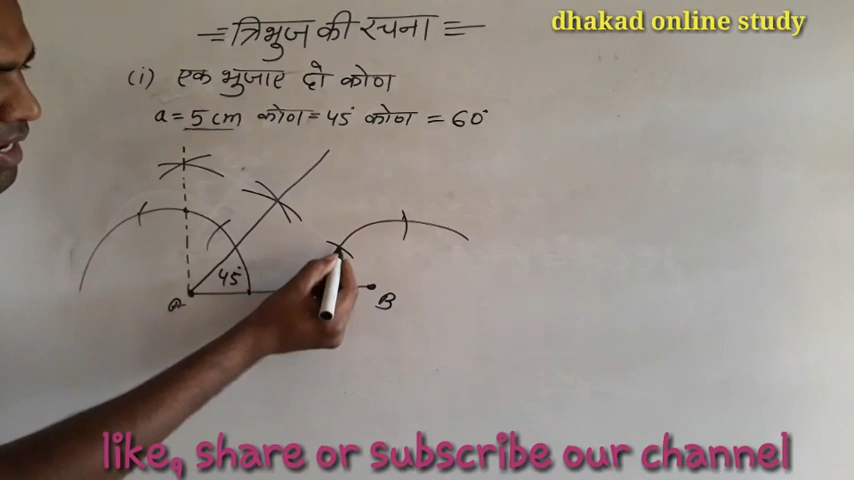 dhakad online study
त्रिभुज की रचना
(i) एक भुजाए दो कोण
a = 5 cm कोण = 45° कोण = 60°
45°
A B
like, share or subscribe our channel